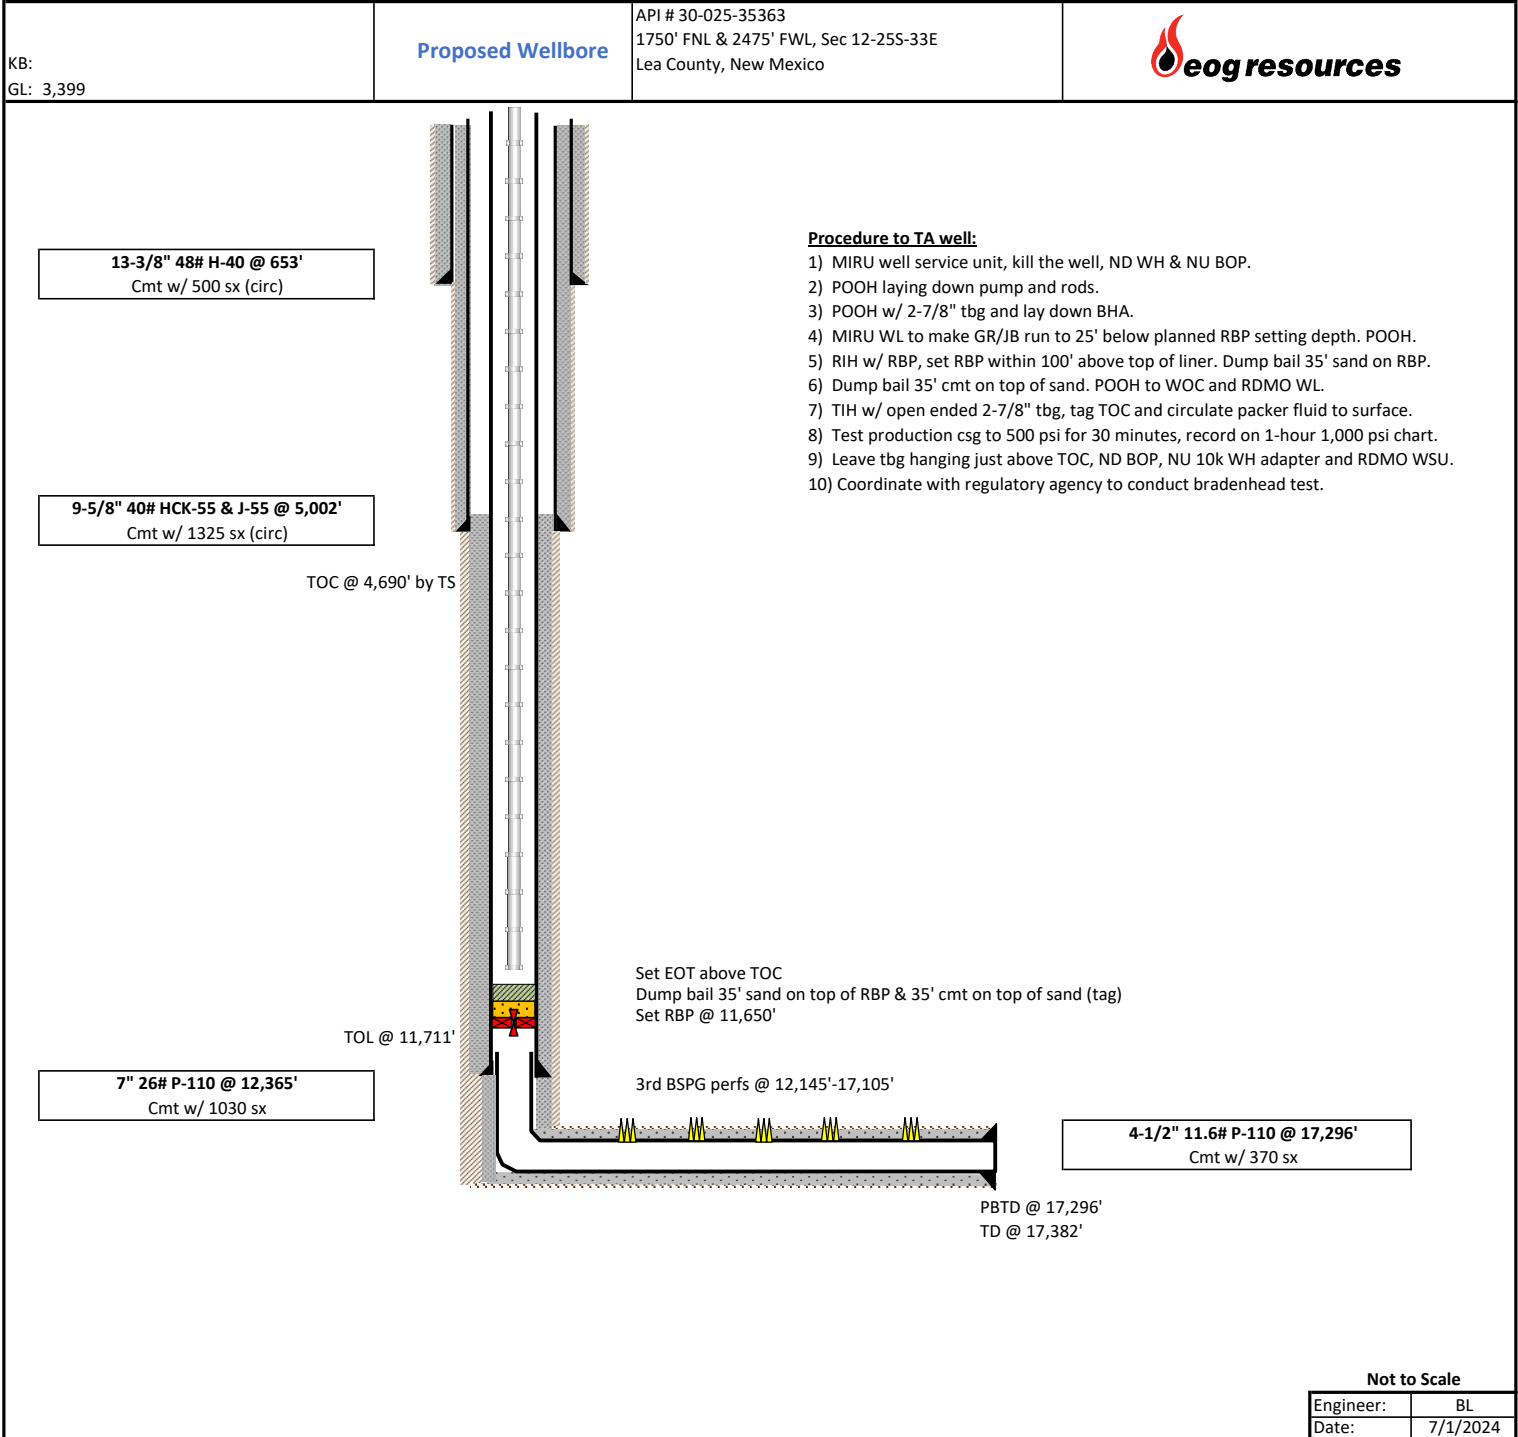 KB:
GL: 3,399
Proposed Wellbore
API # 30-025-35363
1750' FNL & 2475' FWL, Sec 12-25S-33E
Lea County, New Mexico
eog resources
13-3/8" 48# H-40 @ 653'
Cmt w/ 500 sx (circ)
Procedure to TA well:
1) MIRU well service unit, kill the well, ND WH & NU BOP.
2) POOH laying down pump and rods.
3) POOH w/ 2-7/8" tbg and lay down BHA.
4) MIRU WL to make GR/JB run to 25' below planned RBP setting depth. POOH.
5) RIH w/ RBP, set RBP within 100' above top of liner. Dump bail 35' sand on RBP.
6) Dump bail 35' cmt on top of sand. POOH to WOC and RDMO WL.
7) TIH w/ open ended 2-7/8" tbg, tag TOC and circulate packer fluid to surface.
8) Test production csg to 500 psi for 30 minutes, record on 1-hour 1,000 psi chart.
9) Leave tbg hanging just above TOC, ND BOP, NU 10k WH adapter and RDMO WSU.
10) Coordinate with regulatory agency to conduct bradenhead test.
9-5/8" 40# HCK-55 & J-55 @ 5,002'
Cmt w/ 1325 sx (circ)
TOC @ 4,690' by TS
Set EOT above TOC
Dump bail 35' sand on top of RBP & 35' cmt on top of sand (tag)
Set RBP @ 11,650'
TOL @ 11,711'
7" 26# P-110 @ 12,365'
Cmt w/ 1030 sx
3rd BSPG perfs @ 12,145'-17,105'
4-1/2" 11.6# P-110 @ 17,296'
Cmt w/ 370 sx
PBTD @ 17,296'
TD @ 17,382'
Not to Scale
Engineer: BL
Date: 7/1/2024